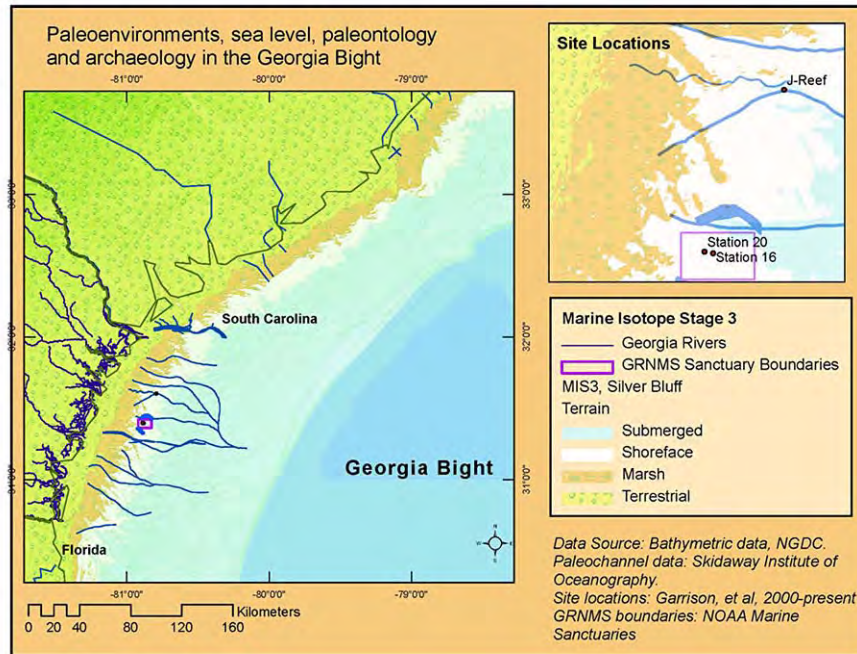 Paleoenvironments, sea level, paleontology
and archaeology in the Georgia Bight
-81°0'0"
-80°0'0"
-79°0'0"
33°0'0"
32°0'0"
31°0'0"
South Carolina
Georgia Bight
Florida
N
W
E
S
-81°0'0"
-80°0'0"
-79°0'0"
Kilometers
0 20 40 80 120 160
Site Locations
J-Reef
Station 20
Station 16
Marine Isotope Stage 3
Georgia Rivers
GRNMS Sanctuary Boundaries
MIS3, Silver Bluff
Terrain
Submerged
Shoreface
Marsh
Terrestrial
Data Source: Bathymetric data, NGDC.
Paleochannel data: Skidaway Institute of
Oceanography.
Site locations: Garrison, et al, 2000-present
GRNMS boundaries: NOAA Marine
Sanctuaries